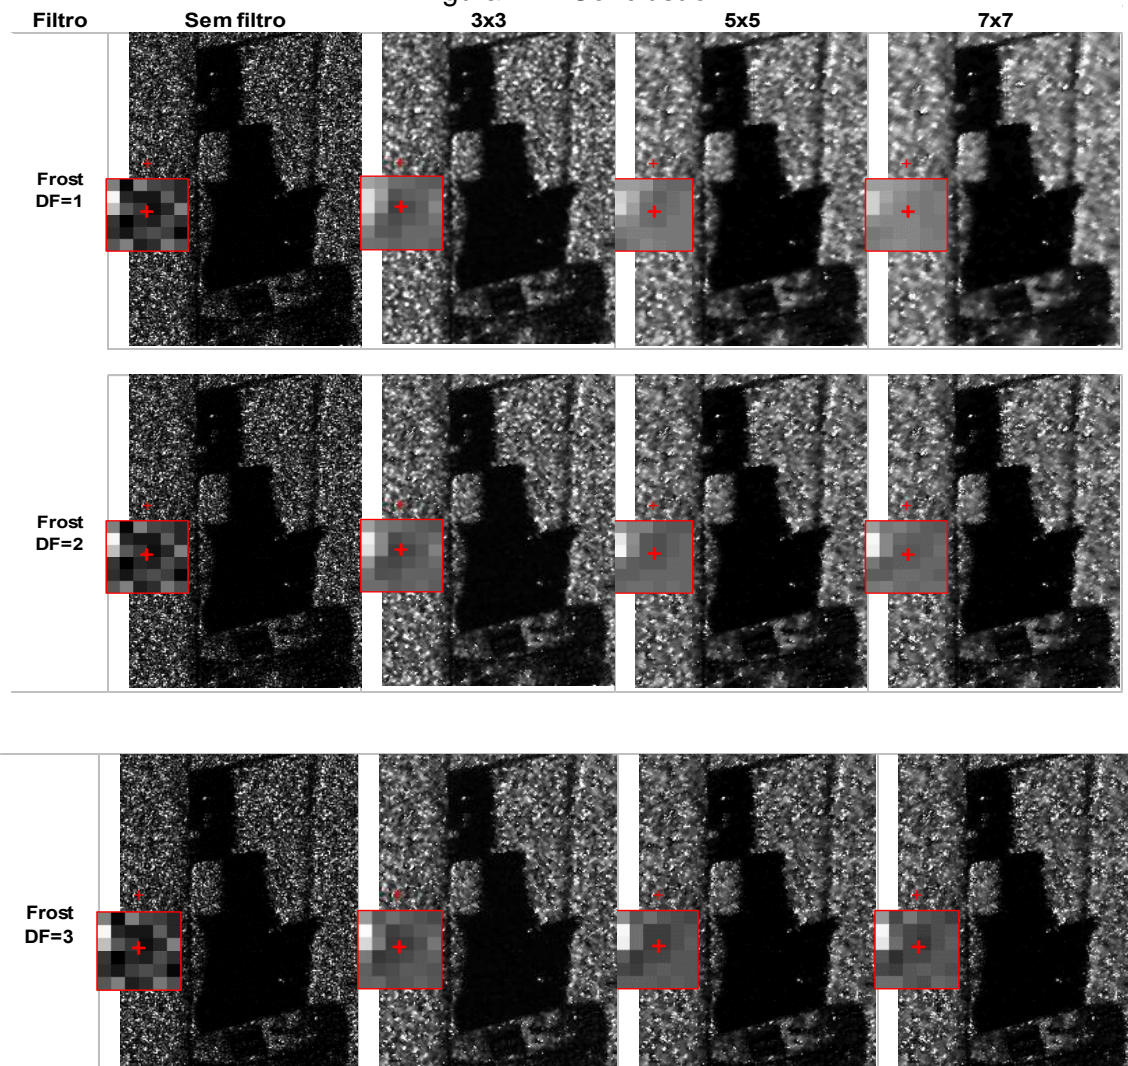 Filtro Sem filtro 3x3 5x5 7x7
Frost
DF=1
Frost
DF=2
Frost
DF=3